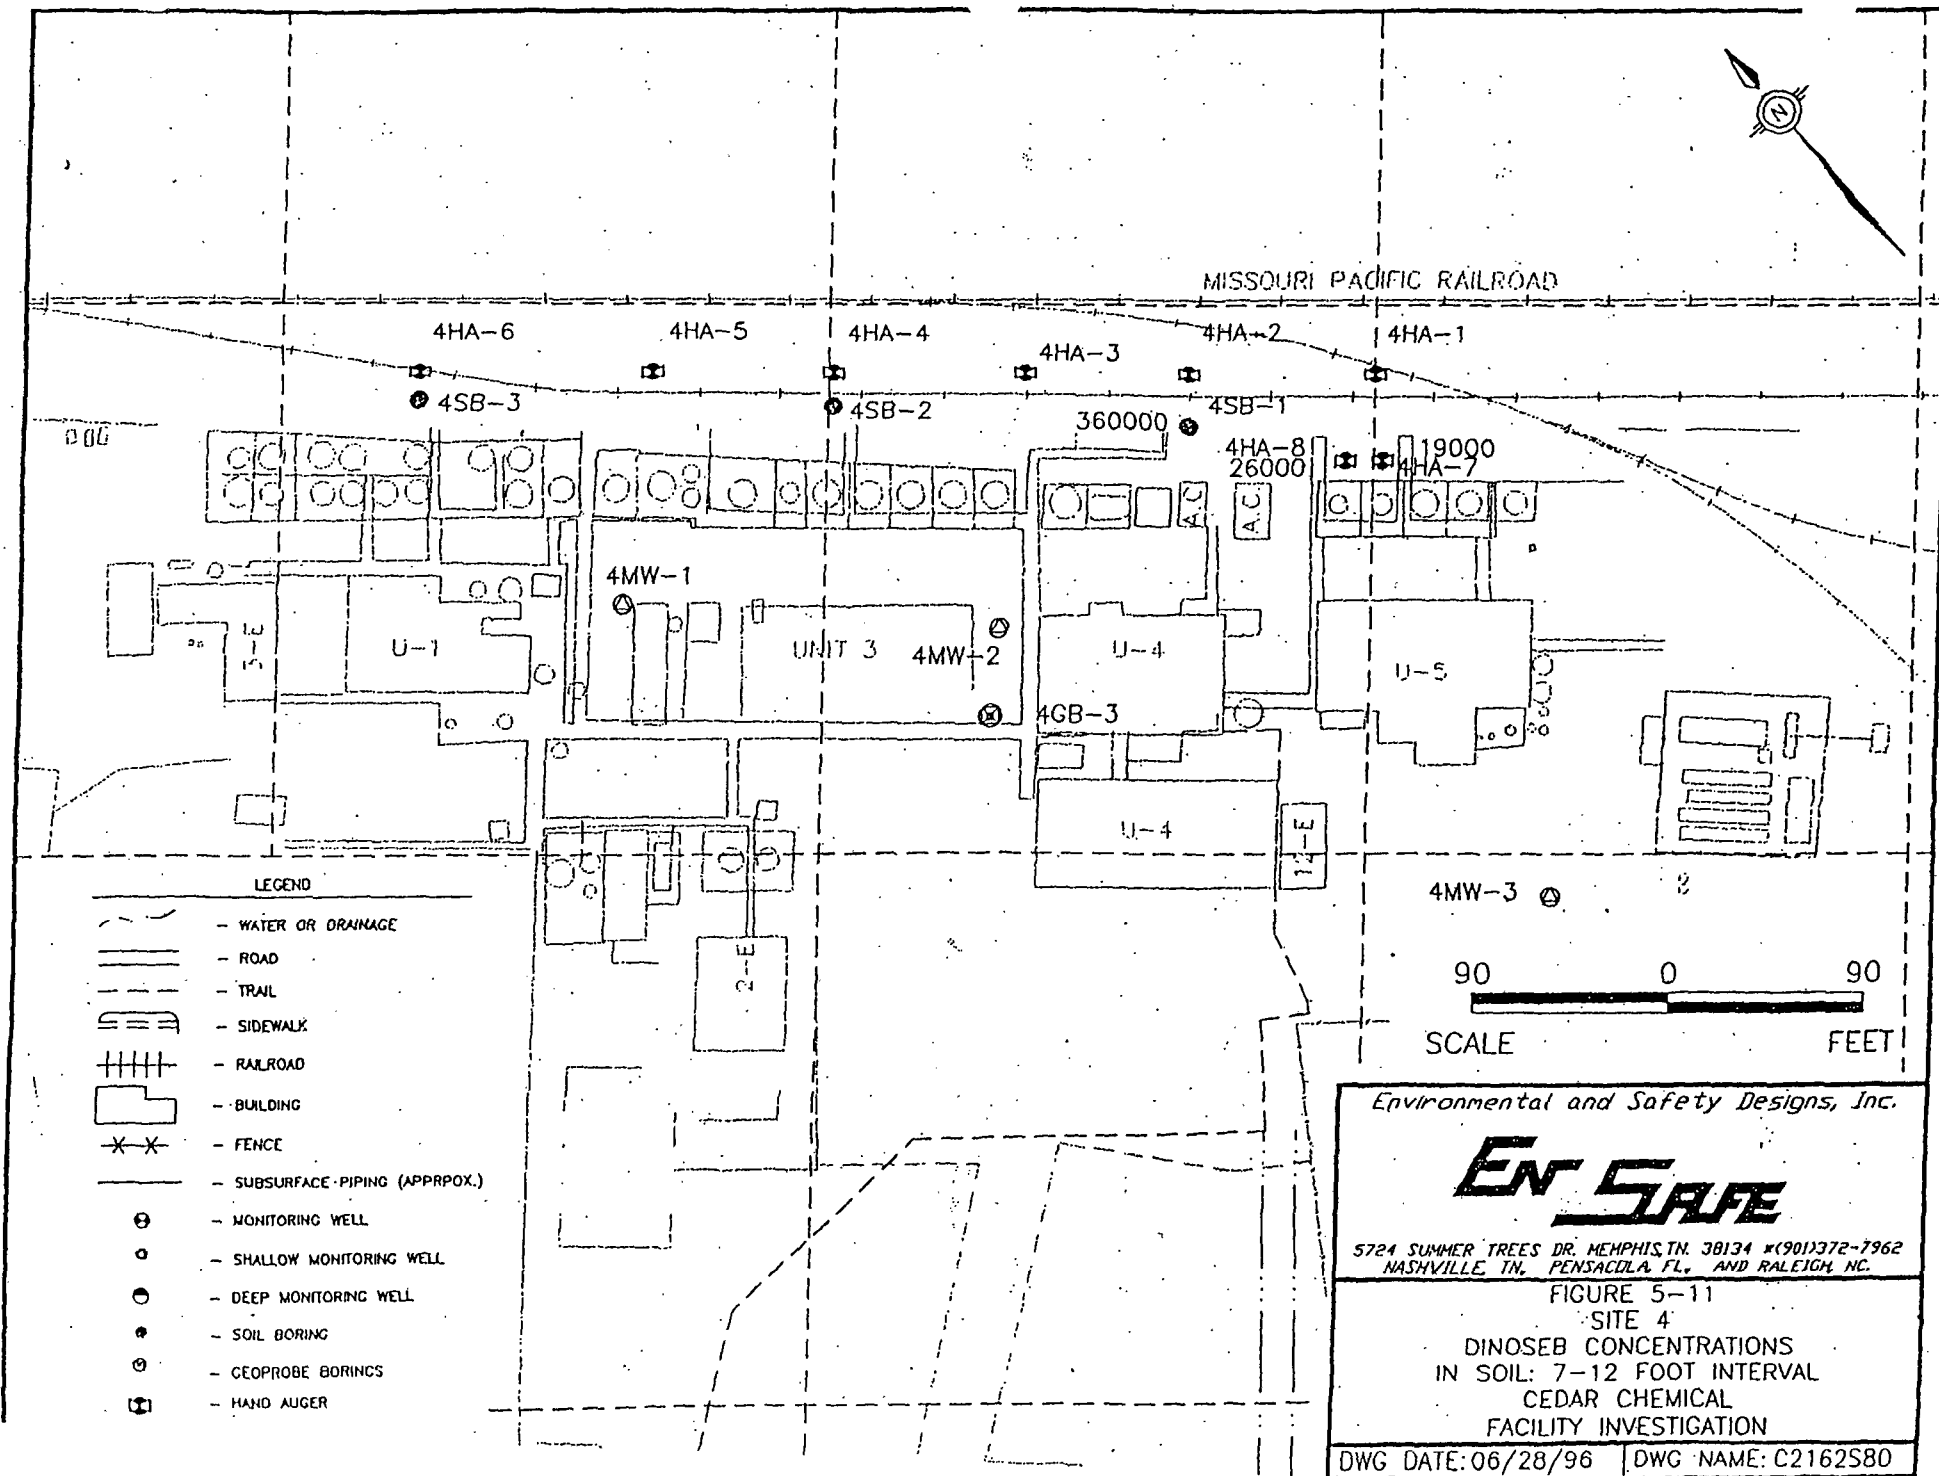 N
MISSOURI PACIFIC RAILROAD
4HA-6
4HA-5
4HA-4
4HA-3
4HA-2
4HA-1
4SB-3
4SB-2
4SB-1
360000
4HA-8
26000
19000
4HA-7
A.C
A.C
4MW-1
3-E
U-1
UNIT 3
4MW-2
U-4
U-5
4GB-3
U-4
12-E
2-E
4MW-3
LEGEND
- WATER OR DRAINAGE
- ROAD
- TRAIL
- SIDEWALK
- RAILROAD
- BUILDING
- FENCE
- SUBSURFACE PIPING (APPRPOX.)
- MONITORING WELL
- SHALLOW MONITORING WELL
- DEEP MONITORING WELL
- SOIL BORING
- GEOPROBE BORINGS
- HAND AUGER
90 0 90
SCALE FEET
Environmental and Safety Designs, Inc.
EN SAFE
5724 SUMMER TREES DR. MEMPHIS, TN. 38134 *(901)372-7962
NASHVILLE, TN, PENSACOLA, FL, AND RALEIGH, NC.
FIGURE 5-11
SITE 4
DINOSEB CONCENTRATIONS
IN SOIL: 7-12 FOOT INTERVAL
CEDAR CHEMICAL
FACILITY INVESTIGATION
DWG DATE: 06/28/96 DWG NAME: C2162S80